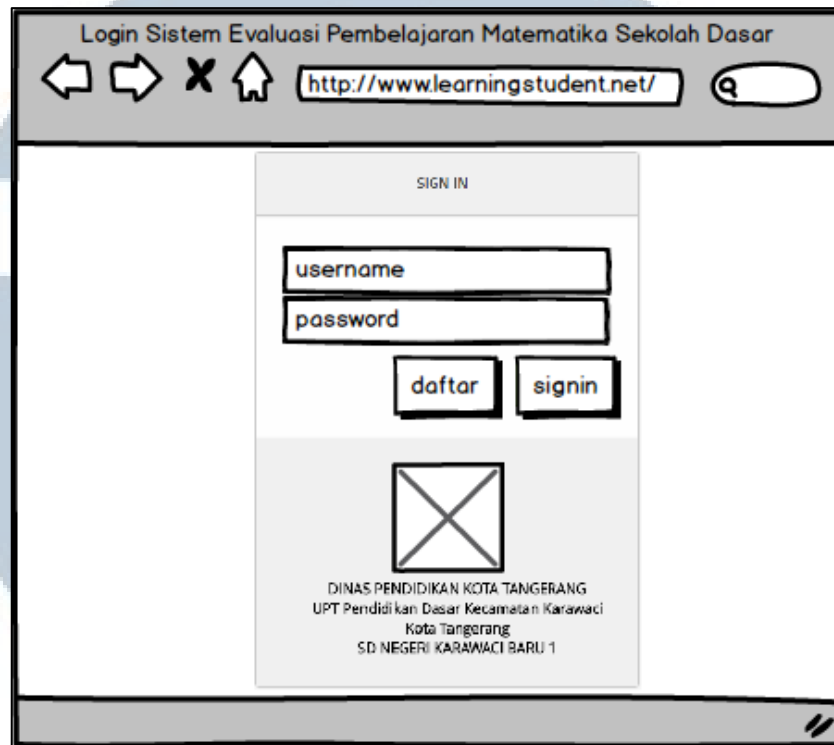 Login Sistem Evaluasi Pembelajaran Matematika Sekolah Dasar
http://www.learningstudent.net/
SIGN IN
username
password
daftar signin
DINAS PENDIDIKAN KOTA TANGERANG
UPT Pendidikan Dasar Kecamatan Karawaci
Kota Tangerang
SD NEGERI KARAWACI BARU 1